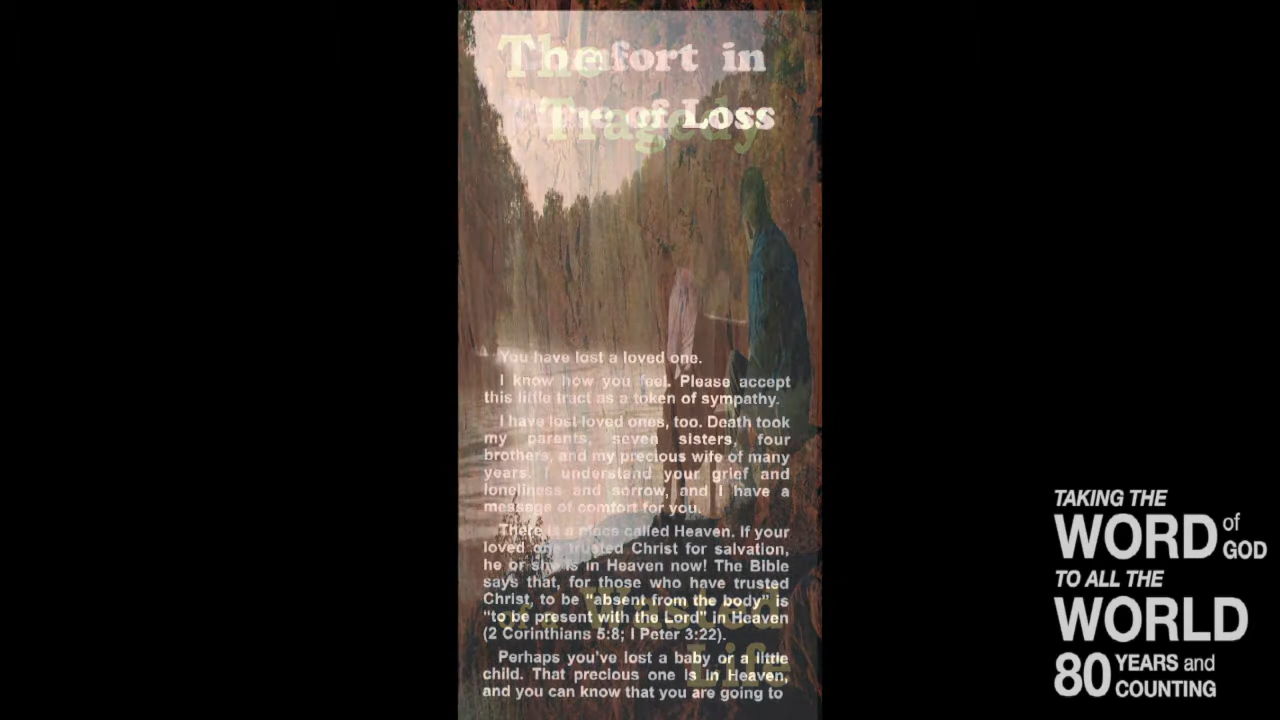 The fort in
Tragedy of Loss
You have lost a loved one.
I know how you feel. Please accept
this little tract as a token of sympathy.
I have lost loved ones, too. Death took
my parents, seven sisters, four
brothers, and my precious wife of many
years. I understand your grief and
loneliness and sorrow, and I have a
message of comfort for you.
There is a place called Heaven. If your
loved one trusted Christ for salvation,
he or she is in Heaven now! The Bible
says that, for those who have trusted
Christ, to be “absent from the body” is
“to be present with the Lord” in Heaven
(2 Corinthians 5:8; I Peter 3:22).
Perhaps you’ve lost a baby or a little
child. That precious one is in Heaven,
and you can know that you are going to
Wasted
Life
TAKING THE
WORD of GOD
TO ALL THE
WORLD
80 YEARS and
COUNTING